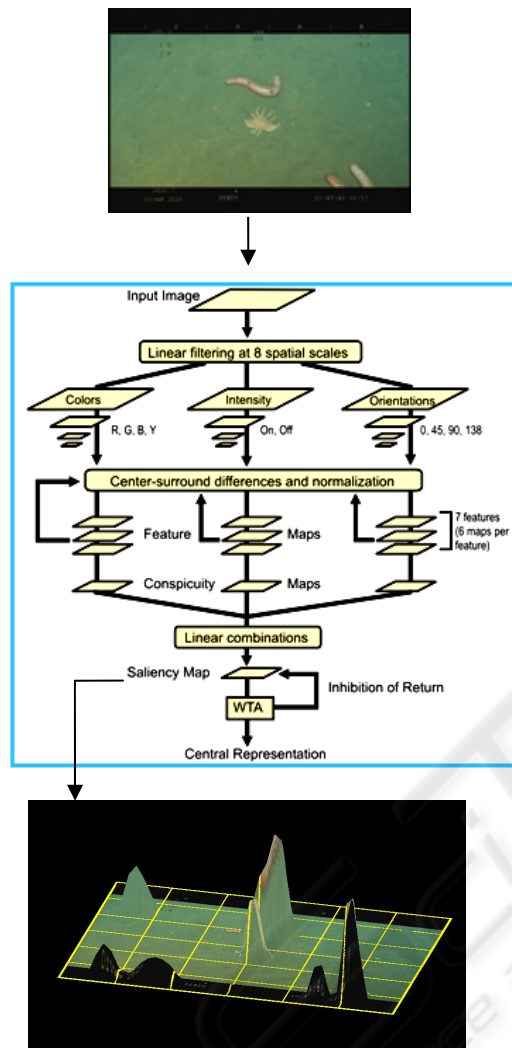 Input Image
Linear filtering at 8 spatial scales
Colors
Intensity
Orientations
R, G, B, Y
On, Off
0, 45, 90, 138
Center-surround differences and normalization
Feature
Maps
7 features
(6 maps per
feature)
Conspicuity
Maps
Linear combinations
Saliency Map
Inhibition of Return
WTA
Central Representation